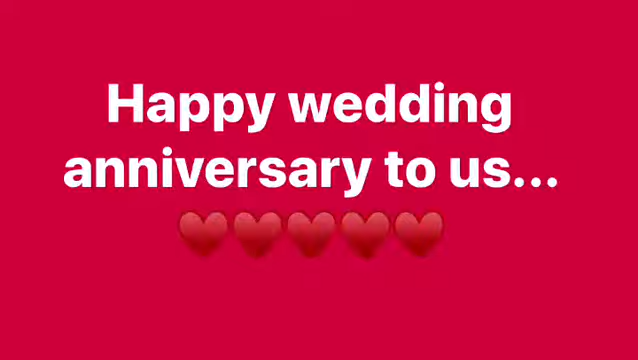 Happy wedding
anniversary to us...
♥️♥️♥️♥️♥️